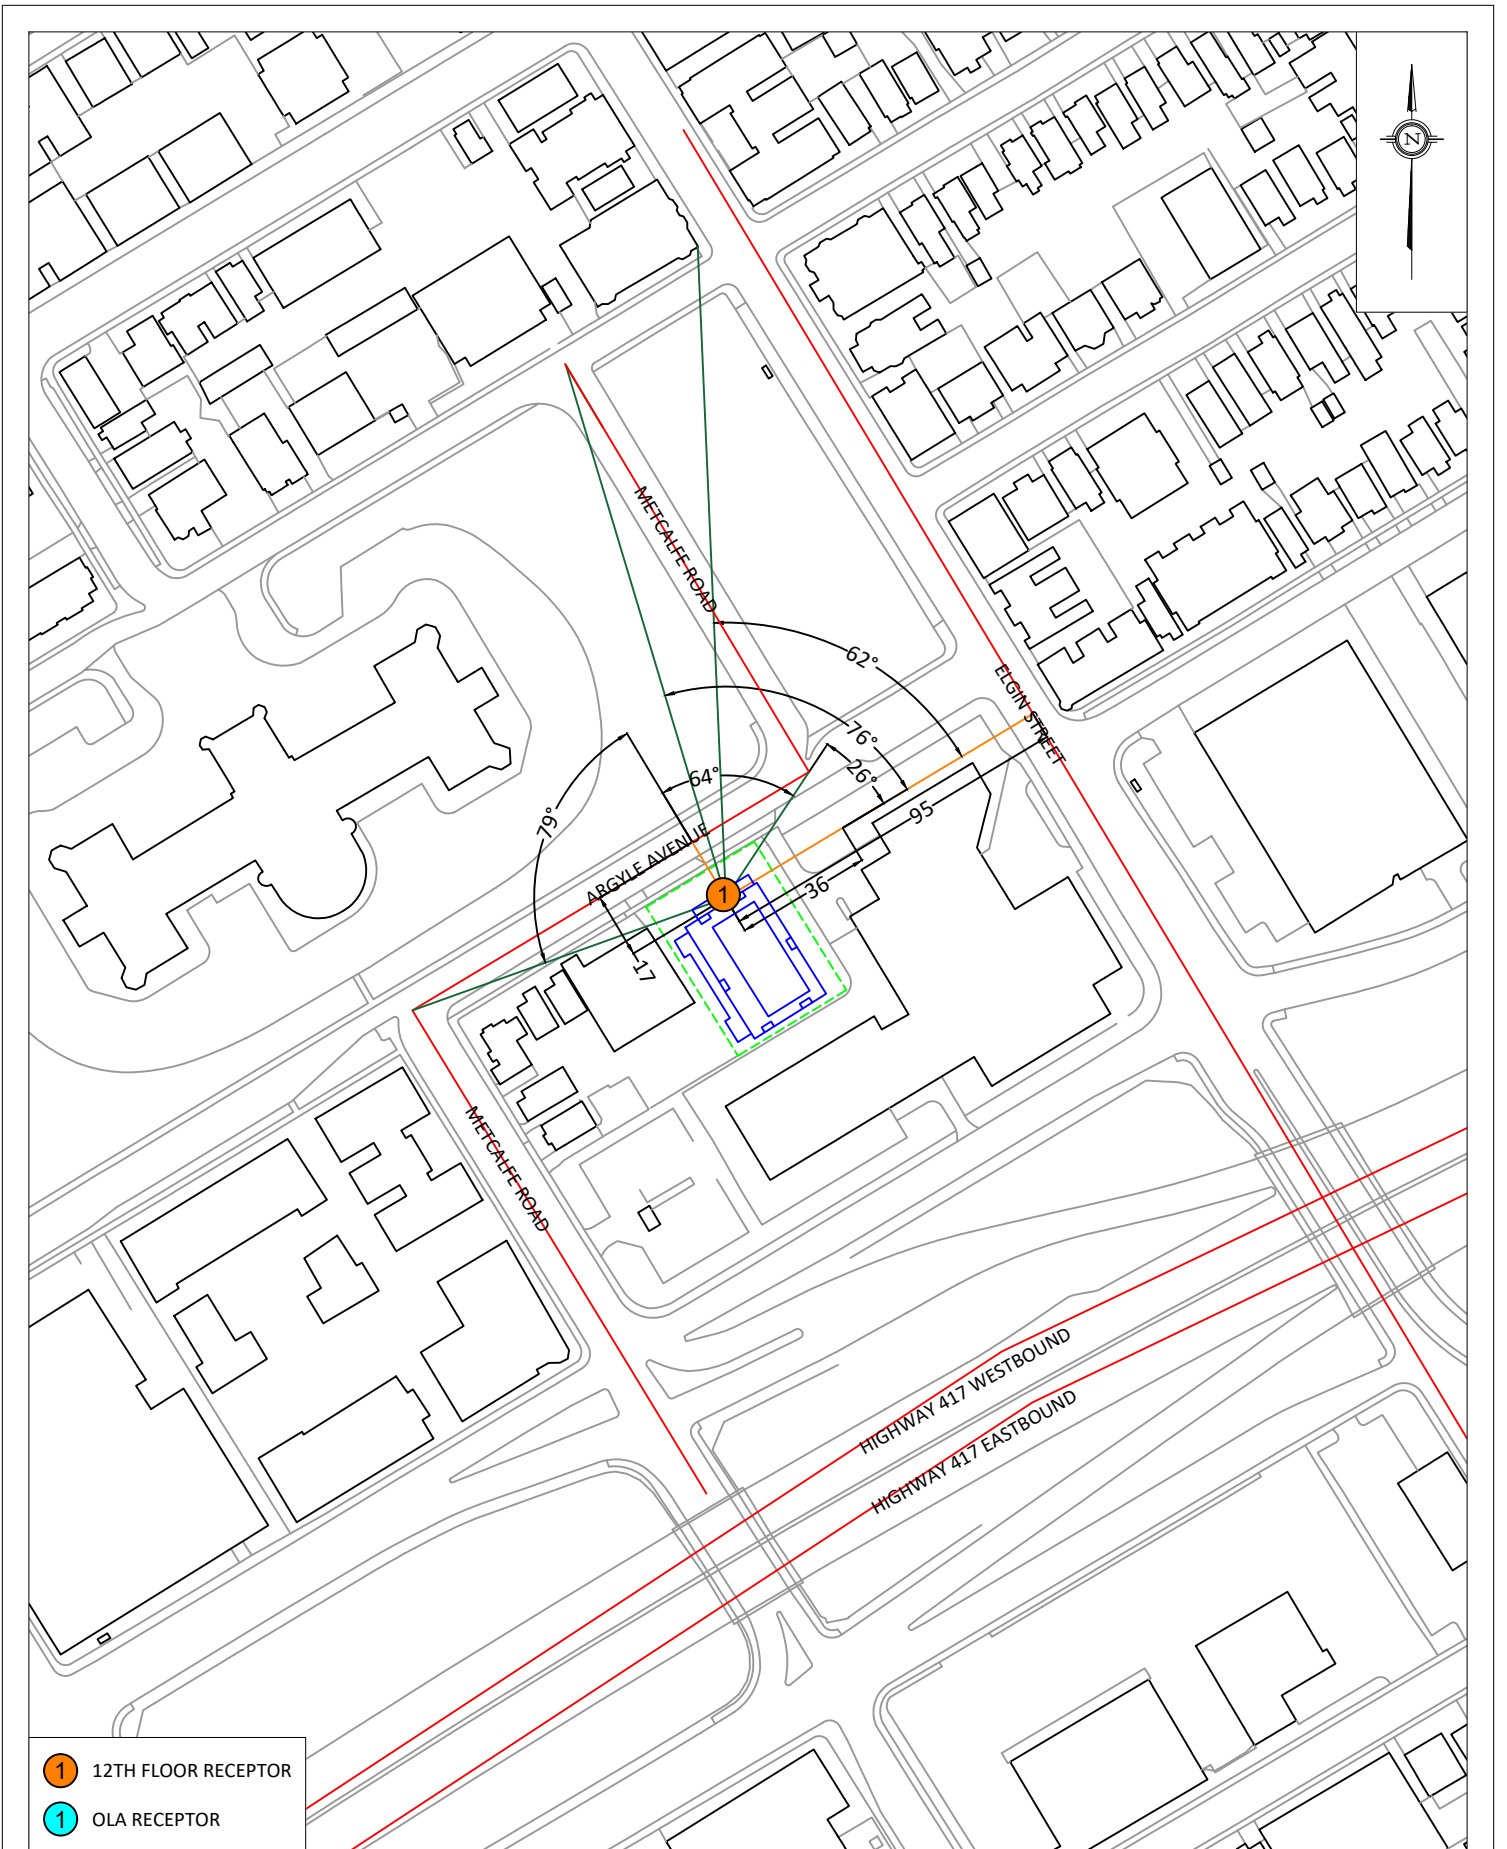 N
METCALFE ROAD
62°
ELGIN STREET
76°
26°
64°
79°
95
ARGYLE AVENUE
36
1
17
METCALFE ROAD
HIGHWAY 417 WESTBOUND
HIGHWAY 417 EASTBOUND
1 12TH FLOOR RECEPTOR
1 OLA RECEPTOR